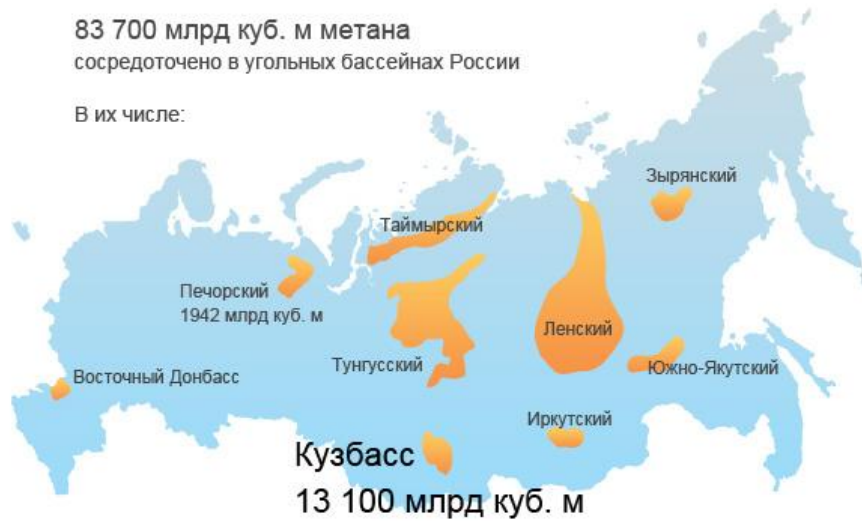 83 700 млрд куб. м метана
сосредоточено в угольных бассейнах России
В их числе:
Зырянский
Таймырский
Печорский
1942 млрд куб. м
Ленский
Тунгусский
Южно-Якутский
Восточный Донбасс
Иркутский
Кузбасс
13 100 млрд куб. м